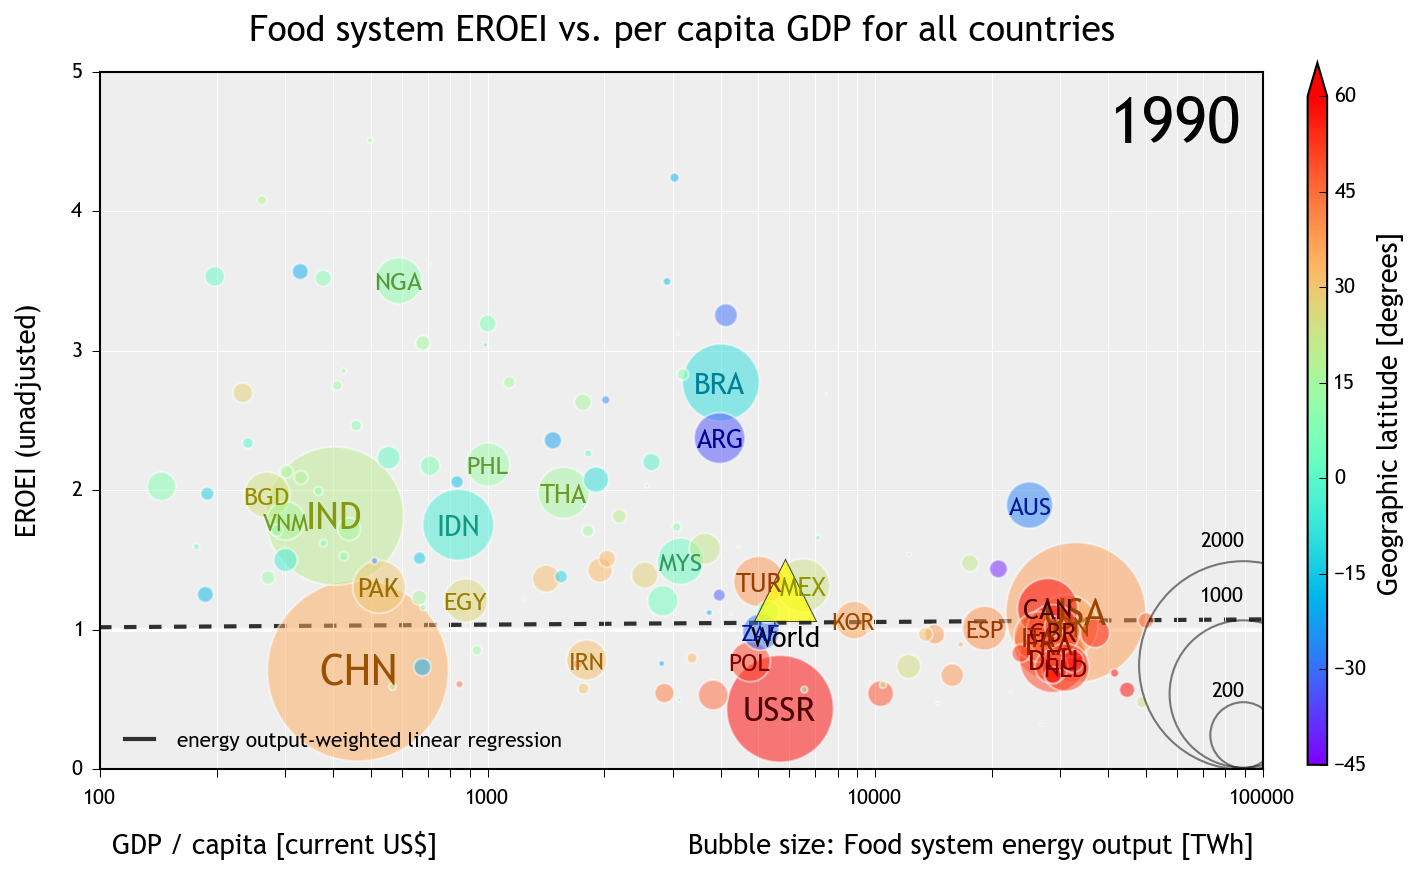 Food system EROEI vs. per capita GDP for all countries
1990
EROEI (unadjusted)
5
4
3
2
1
0
NGA
BRA
ARG
PHL
THA
BGD
IND
VNM
IDN
AUS
MYS
PAK
EGY
TUR
MEX
KOR
ESP
CAN
USA
GBR
FRA
DEU
NLD
ZAF
World
POL
IRN
CHN
USSR
2000
1000
200
energy output-weighted linear regression
100
1000
10000
100000
GDP / capita [current US$]
Bubble size: Food system energy output [TWh]
60
45
30
15
0
−15
−30
−45
Geographic latitude [degrees]